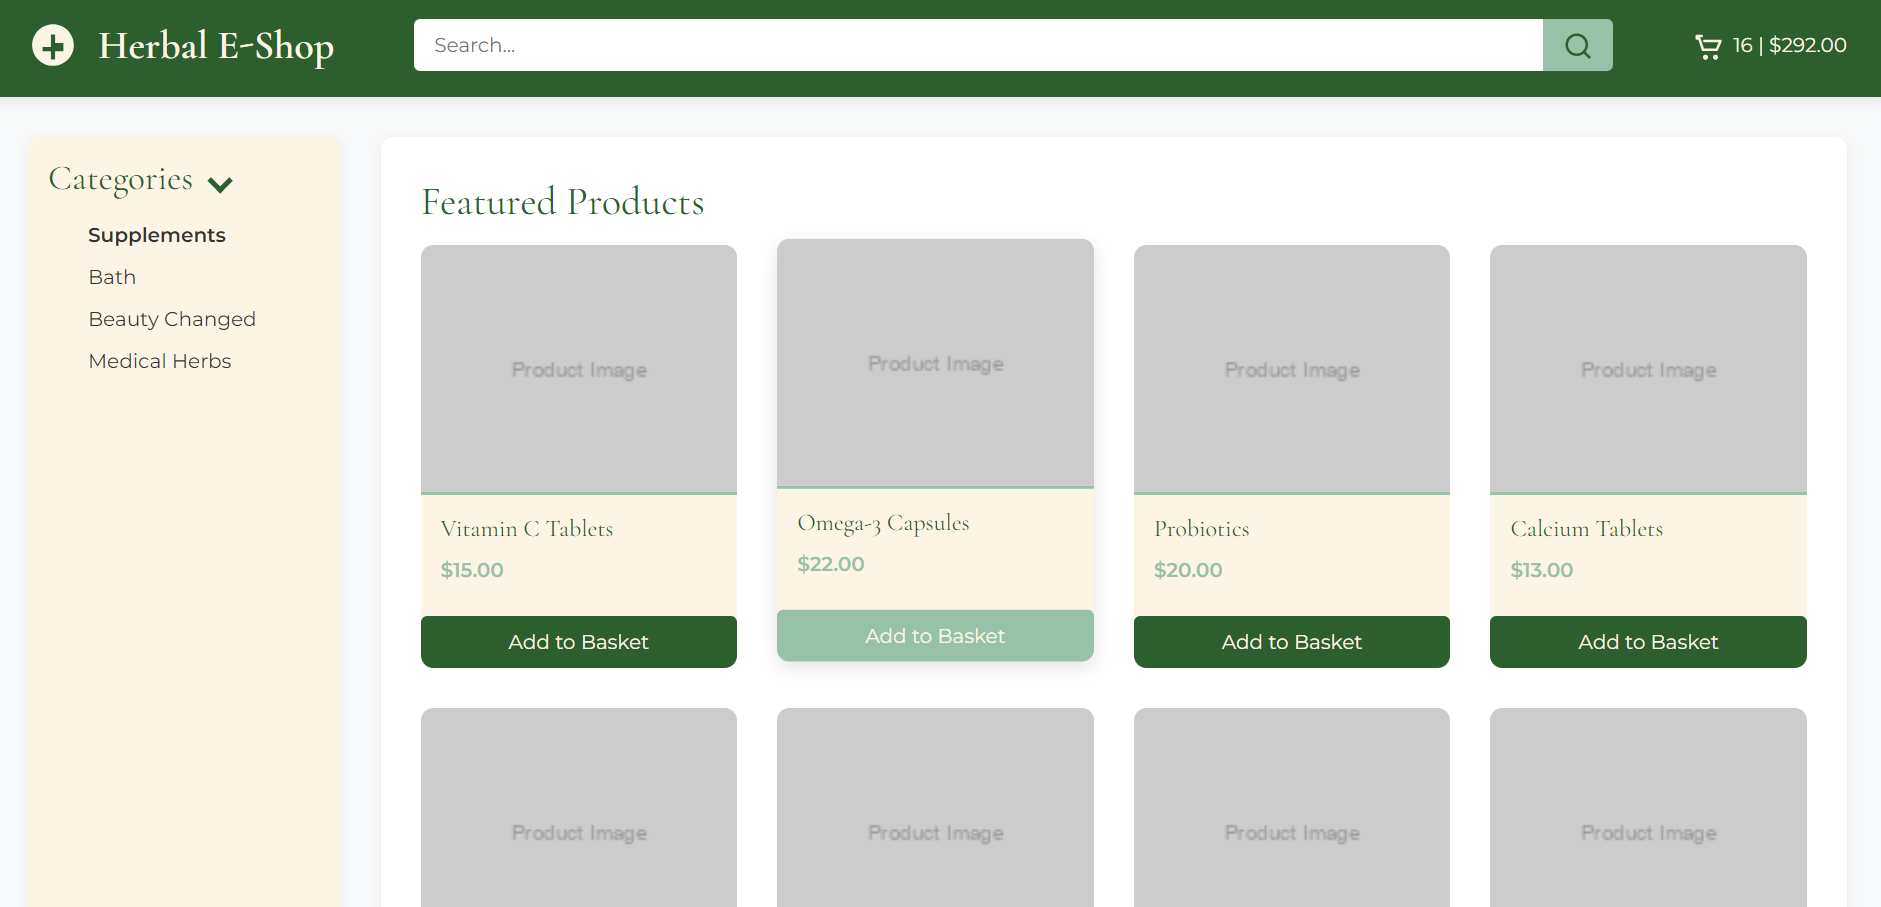 Herbal E-Shop
Search...
16 | $292.00
Categories
Supplements
Bath
Beauty Changed
Medical Herbs
Featured Products
Product Image
Vitamin C Tablets
$15.00
Add to Basket
Product Image
Omega-3 Capsules
$22.00
Add to Basket
Product Image
Probiotics
$20.00
Add to Basket
Product Image
Calcium Tablets
$13.00
Add to Basket
Product Image
Product Image
Product Image
Product Image